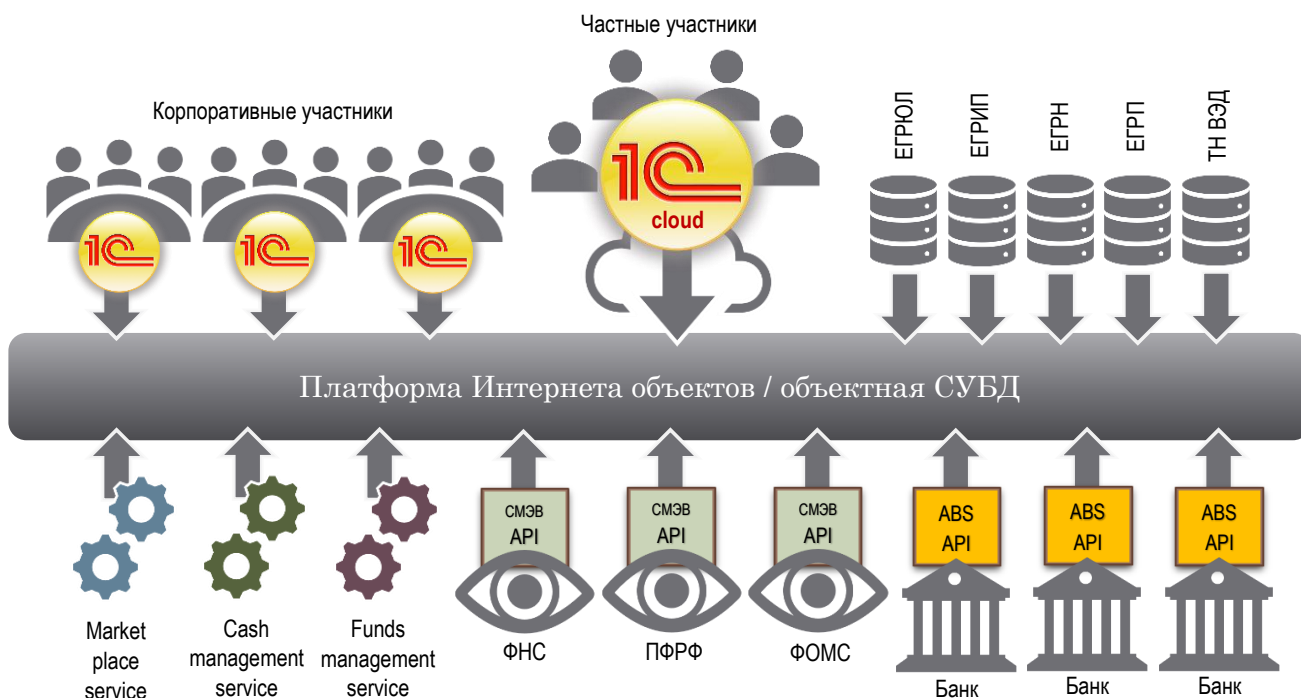 Частные участники
Корпоративные участники
1С
cloud
1С
1С
1С
ЕГРЮЛ
ЕГРИП
ЕГРН
ЕГРП
ТН ВЭД
Платформа Интернета объектов / объектная СУБД
СМЭВ
API
СМЭВ
API
СМЭВ
API
ABS
API
ABS
API
ABS
API
Market
place
service
Cash
management
service
Funds
management
service
ФНС
ПФРФ
ФОМС
Банк
Банк
Банк